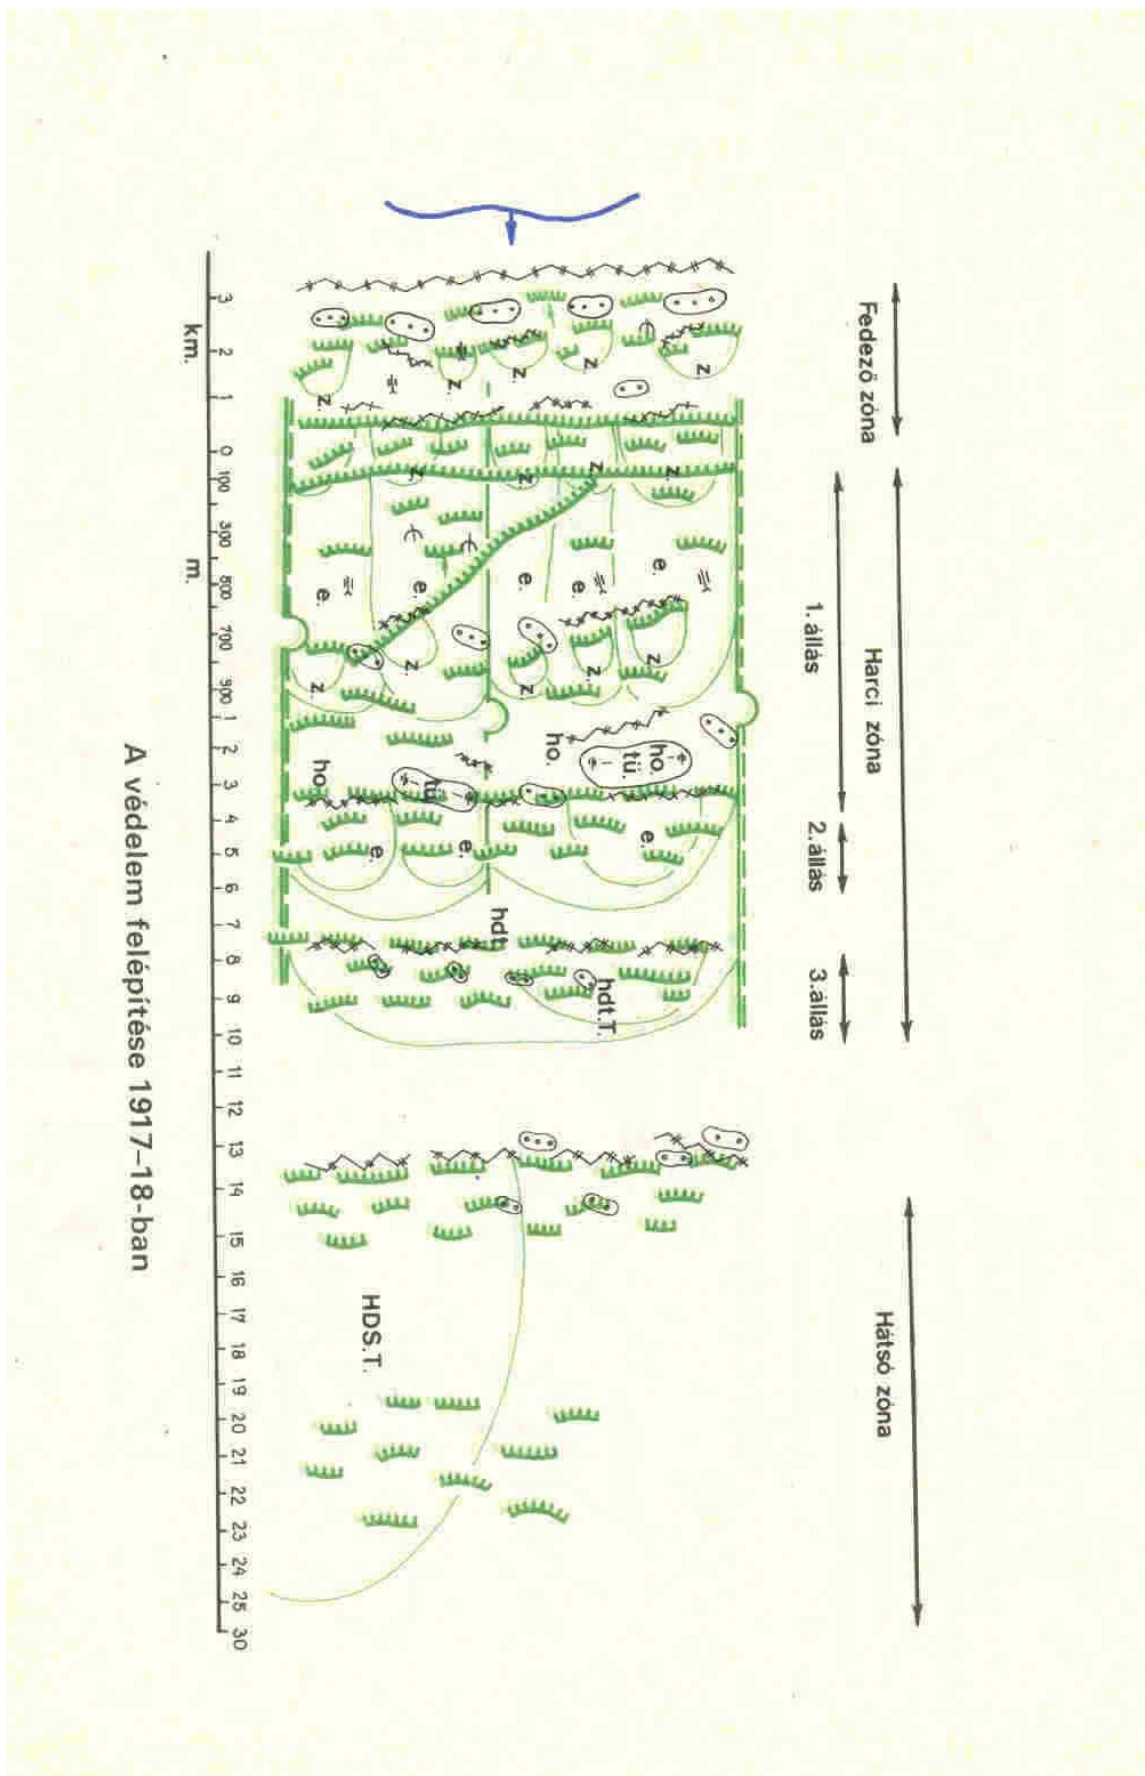 Fedező zóna
Harci zóna
Hátsó zóna
1. állás
2. állás
3. állás
z.
z.
e.
z.
ho.
tü.
e.
z.
z.
e.
z.
hdt.T.
z.
z.
e.
z.
ho.
hdt.
z.
z.
e.
z.
tü.
e.
HDS.T.
z.
e.
z.
ho.
e.
3 2 1 0 100 300 500 700 900 1 2 3 4 5 6 7 8 9 10 11 12 13 14 15 16 17 18 19 20 21 22 23 24 25 30
km. m.
A védelem felépítése 1917–18-ban